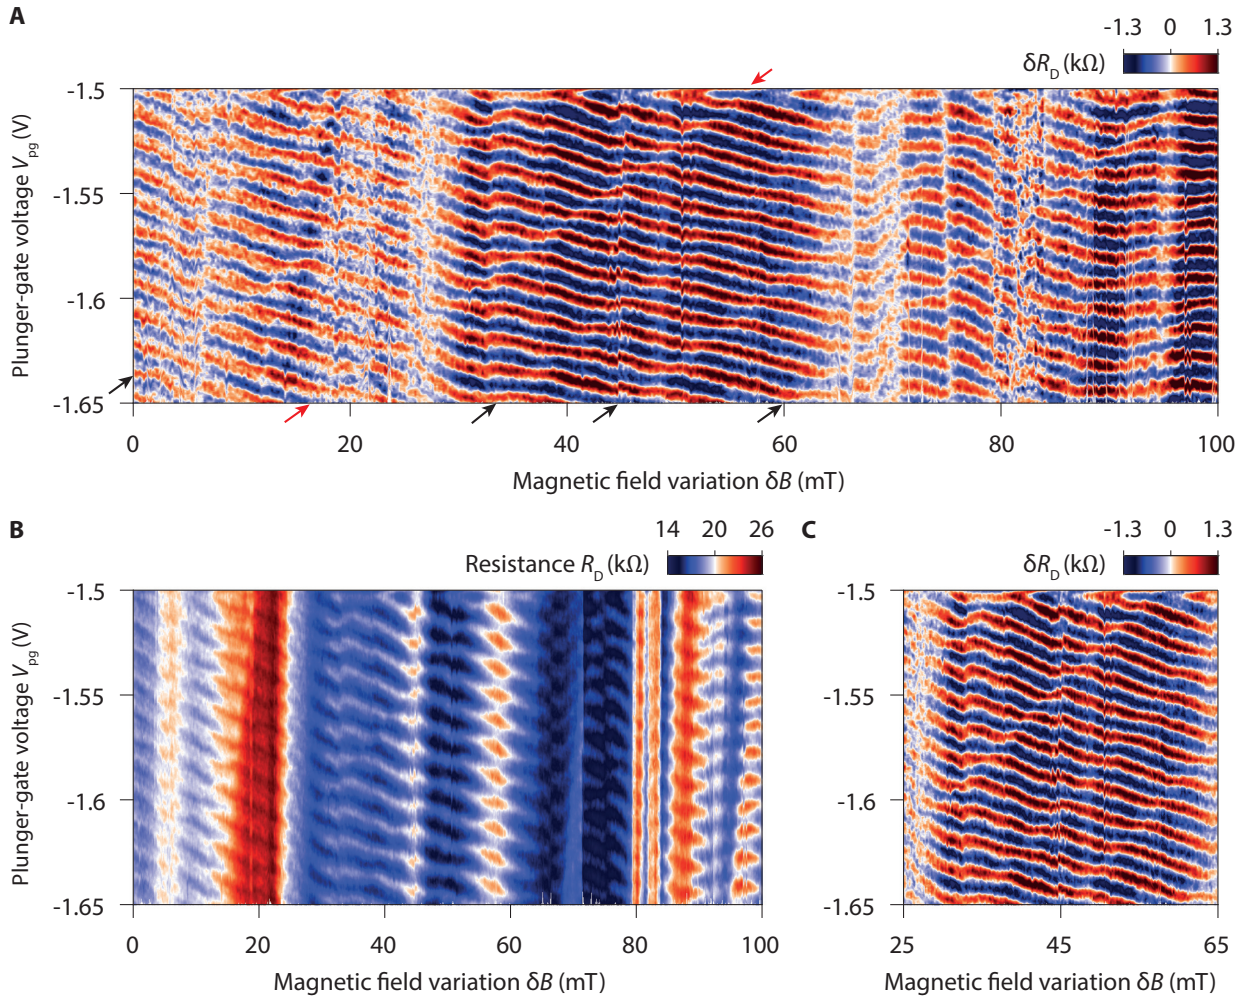 A
-1.3 0 1.3
δR_D (kΩ)
Plunger-gate voltage V_pg (V)
-1.5
-1.55
-1.6
-1.65
0 20 40 60 80 100
Magnetic field variation δB (mT)
B
14 20 26
Resistance R_D (kΩ)
Plunger-gate voltage V_pg (V)
-1.5
-1.55
-1.6
-1.65
0 20 40 60 80 100
Magnetic field variation δB (mT)
C
-1.3 0 1.3
δR_D (kΩ)
-1.5
-1.55
-1.6
-1.65
25 45 65
Magnetic field variation δB (mT)